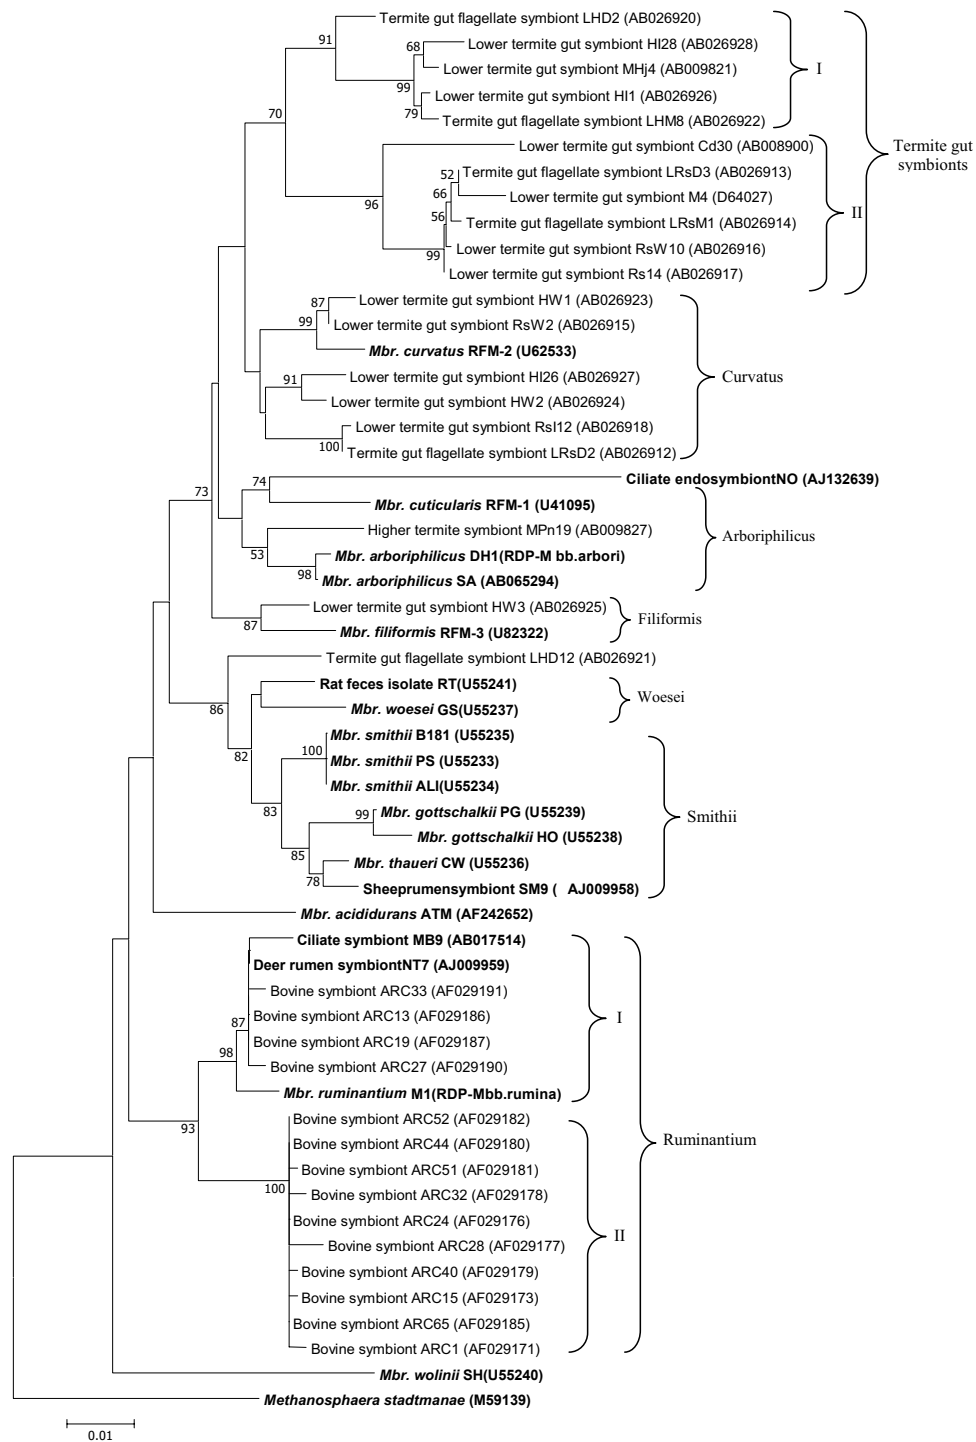 Termite gut flagellate symbiont LHD2 (AB026920)
91
68
Lower termite gut symbiont HI28 (AB026928)
Lower termite gut symbiont MHj4 (AB009821)
I
99
Lower termite gut symbiont HI1 (AB026926)
79
Termite gut flagellate symbiont LHM8 (AB026922)
70
Lower termite gut symbiont Cd30 (AB008900)
Termite gut
symbionts
52
Termite gut flagellate symbiont LRsD3 (AB026913)
66
Lower termite gut symbiont M4 (D64027)
96
56
Termite gut flagellate symbiont LRsM1 (AB026914)
II
Lower termite gut symbiont RsW10 (AB026916)
99
Lower termite gut symbiont Rs14 (AB026917)
87
Lower termite gut symbiont HW1 (AB026923)
99
Lower termite gut symbiont RsW2 (AB026915)
Mbr. curvatus RFM-2 (U62533)
91
Lower termite gut symbiont HI26 (AB026927)
Curvatus
Lower termite gut symbiont HW2 (AB026924)
Lower termite gut symbiont RsI12 (AB026918)
100
Termite gut flagellate symbiont LRsD2 (AB026912)
74
Ciliate endosymbiontNO (AJ132639)
73
Mbr. cuticularis RFM-1 (U41095)
Higher termite symbiont MPn19 (AB009827)
Arboriphilicus
53
Mbr. arboriphilicus DH1(RDP-M bb.arbori)
98
Mbr. arboriphilicus SA (AB065294)
Lower termite gut symbiont HW3 (AB026925)
Filiformis
87
Mbr. filiformis RFM-3 (U82322)
Termite gut flagellate symbiont LHD12 (AB026921)
Rat feces isolate RT(U55241)
Woesei
86
Mbr. woesei GS(U55237)
Mbr. smithii B181 (U55235)
82
100
Mbr. smithii PS (U55233)
Mbr. smithii ALI(U55234)
83
99
Mbr. gottschalkii PG (U55239)
Smithii
Mbr. gottschalkii HO (U55238)
85
Mbr. thaueri CW (U55236)
78
Sheeprumensymbiont SM9 ( AJ009958)
Mbr. acididurans ATM (AF242652)
Ciliate symbiont MB9 (AB017514)
Deer rumen symbiontNT7 (AJ009959)
Bovine symbiont ARC33 (AF029191)
87
Bovine symbiont ARC13 (AF029186)
I
Bovine symbiont ARC19 (AF029187)
98
Bovine symbiont ARC27 (AF029190)
Mbr. ruminantium M1(RDP-Mbb.rumina)
93
Bovine symbiont ARC52 (AF029182)
Bovine symbiont ARC44 (AF029180)
Ruminantium
Bovine symbiont ARC51 (AF029181)
100
Bovine symbiont ARC32 (AF029178)
Bovine symbiont ARC24 (AF029176)
II
Bovine symbiont ARC28 (AF029177)
Bovine symbiont ARC40 (AF029179)
Bovine symbiont ARC15 (AF029173)
Bovine symbiont ARC65 (AF029185)
Bovine symbiont ARC1 (AF029171)
Mbr. wolinii SH(U55240)
Methanosphaera stadtmanae (M59139)
0.01